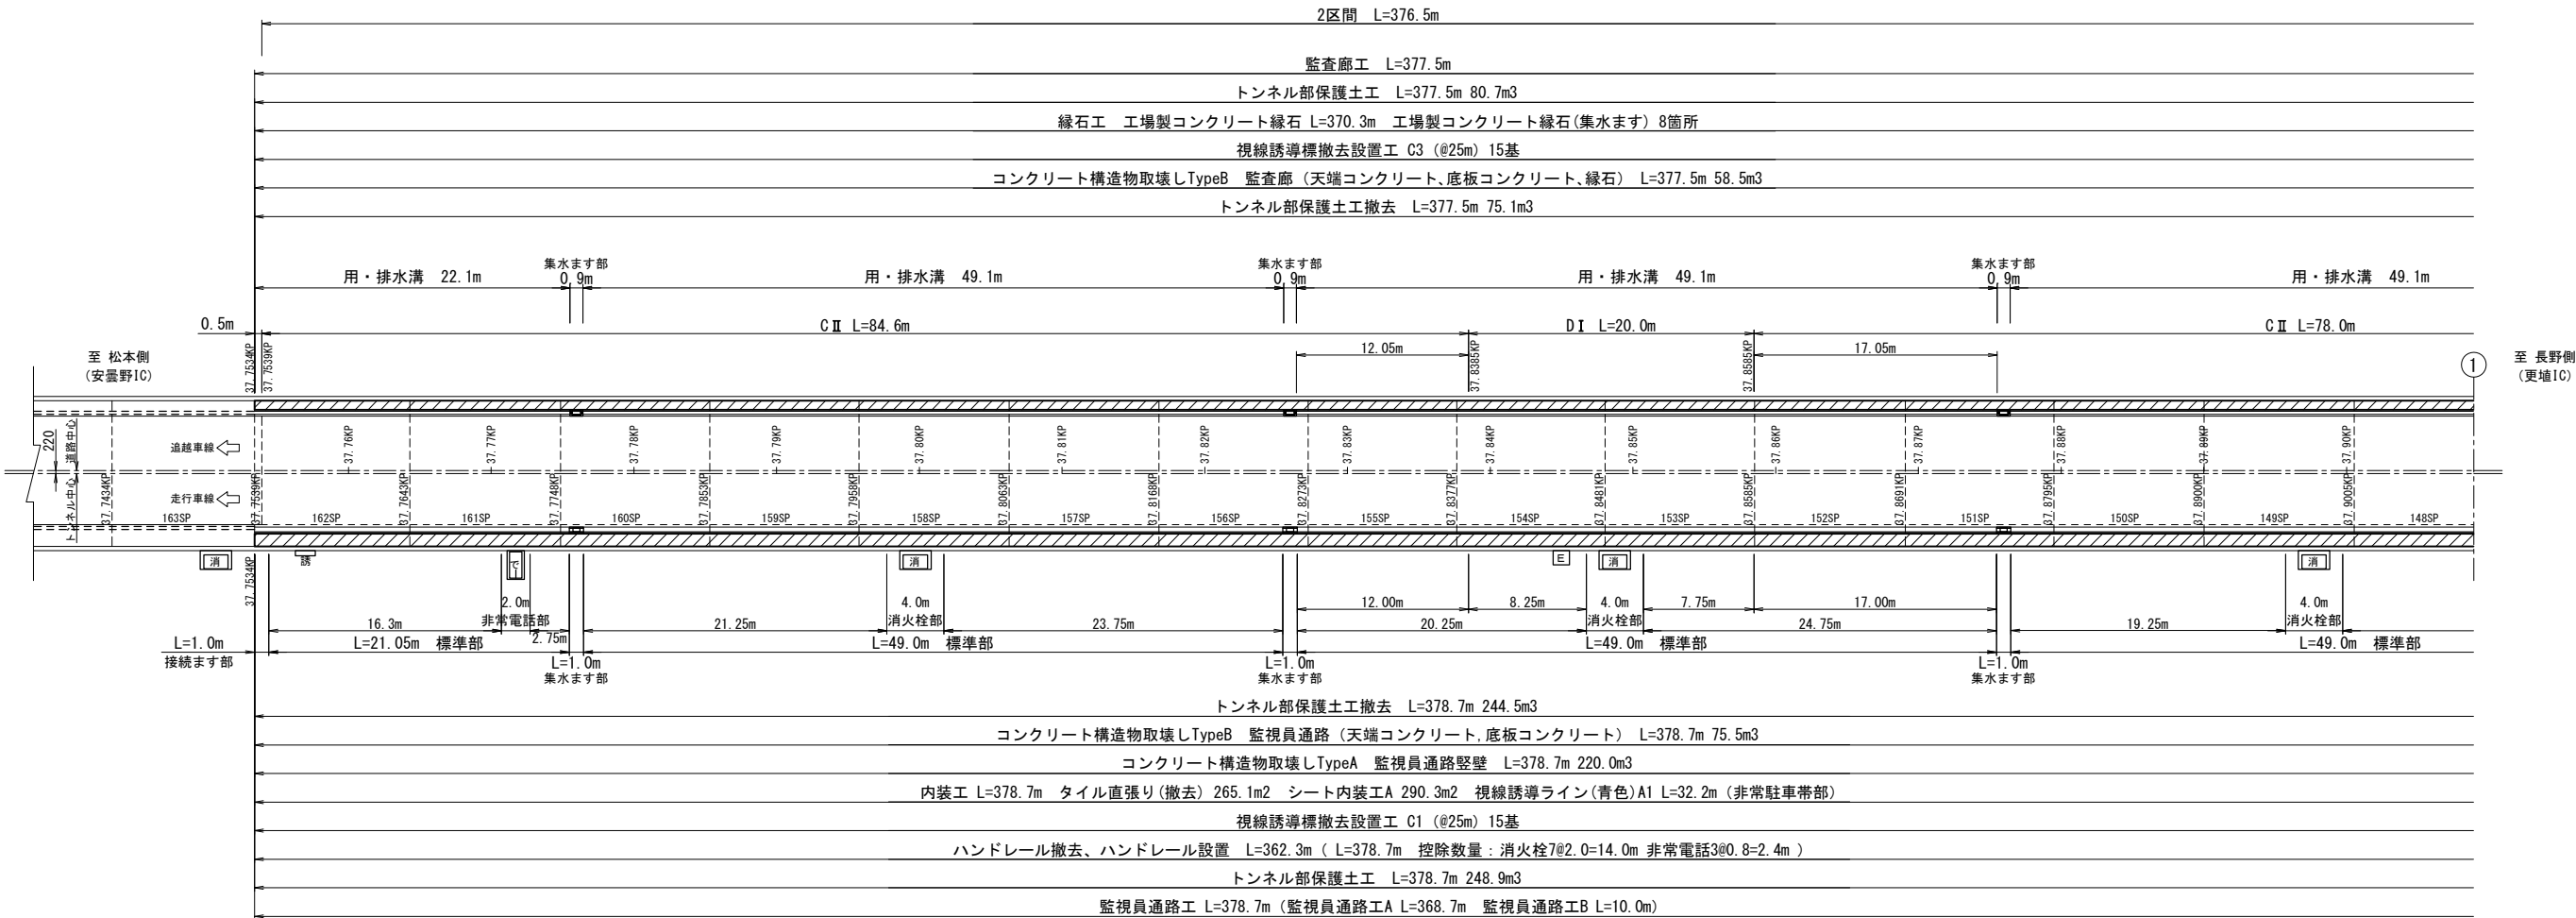 2区間　L=376.5m
監査廊工　L=377.5m
トンネル部保護土工　L=377.5m 80.7m3
縁石工　工場製コンクリート縁石 L=370.3m　工場製コンクリート縁石(集水ます) 8箇所
視線誘導標撤去設置工 C3 (@25m) 15基
コンクリート構造物取壊しTypeB　監査廊（天端コンクリート、底板コンクリート、縁石）　L=377.5m 58.5m3
トンネル部保護土工撤去　L=377.5m 75.1m3
集水ます部　集水ます部　集水ます部
用・排水溝　22.1m　0.9m　用・排水溝　49.1m　0.9m　用・排水溝　49.1m　0.9m　用・排水溝　49.1m
0.5m　CⅡ L=84.6m　DⅠ L=20.0m　CⅡ L=78.0m
12.05m　17.05m
37.7534KP　37.7539KP　37.8385KP　37.8585KP
至 松本側
(安曇野IC)
①
至 長野側
(更埴IC)
220
道路中心
トンネル中心
追越車線
走行車線
37.76KP　37.77KP　37.78KP　37.79KP　37.80KP　37.81KP　37.82KP　37.83KP　37.84KP　37.85KP　37.86KP　37.87KP　37.88KP　37.89KP　37.90KP
37.7434KP　37.7539KP　37.7643KP　37.7748KP　37.7853KP　37.7958KP　37.8063KP　37.8168KP　37.8273KP　37.8377KP　37.8481KP　37.8585KP　37.8691KP　37.8795KP　37.8900KP　37.9005KP
163SP　162SP　161SP　160SP　159SP　158SP　157SP　156SP　155SP　154SP　153SP　152SP　151SP　150SP　149SP　148SP
消　誘　で　消　E　消　消
37.7534KP
2.0m　4.0m　12.00m　8.25m　4.0m　7.75m　17.00m　4.0m
非常電話部　消火栓部　消火栓部　消火栓部
16.3m　2.75m　21.25m　23.75m　20.25m　24.75m　19.25m
L=1.0m　L=21.05m　標準部　L=49.0m　標準部　L=49.0m　標準部　L=49.0m　標準部
接続ます部
L=1.0m　L=1.0m　L=1.0m
集水ます部　集水ます部　集水ます部
トンネル部保護土工撤去　L=378.7m 244.5m3
コンクリート構造物取壊しTypeB　監視員通路（天端コンクリート,底板コンクリート）　L=378.7m 75.5m3
コンクリート構造物取壊しTypeA　監視員通路竪壁　L=378.7m 220.0m3
内装工 L=378.7m　タイル直張り(撤去) 265.1m2　シート内装工A 290.3m2　視線誘導ライン(青色)A1 L=32.2m（非常駐車帯部）
視線誘導標撤去設置工 C1 (@25m) 15基
ハンドレール撤去、ハンドレール設置　L=362.3m（ L=378.7m　控除数量：消火栓7@2.0=14.0m 非常電話3@0.8=2.4m ）
トンネル部保護土工　L=378.7m 248.9m3
監視員通路工 L=378.7m（監視員通路工A L=368.7m　監視員通路工B L=10.0m）